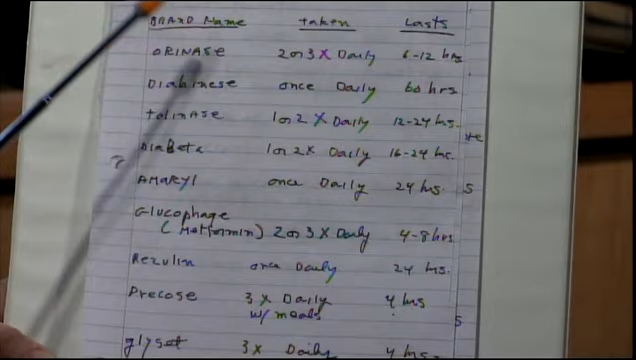 BRAND Name taken Lasts
ORINASE 2 or 3 X Daily 6-12 hrs
Diabinese once Daily 60 hrs
TolinASE 1 or 2 X Daily 12-24 hrs.
DiaBeta 1 or 2 X Daily 16-24 hrs.
AMARYl once Daily 24 hrs. S
Glucophage
(Metformin) 2 or 3 X Daily 4-8 hrs
Rezulin once Daily 24 hrs.
Precose 3 X Daily 4 hrs
w/ meals S
glyset 3 X Daily 4 hrs.